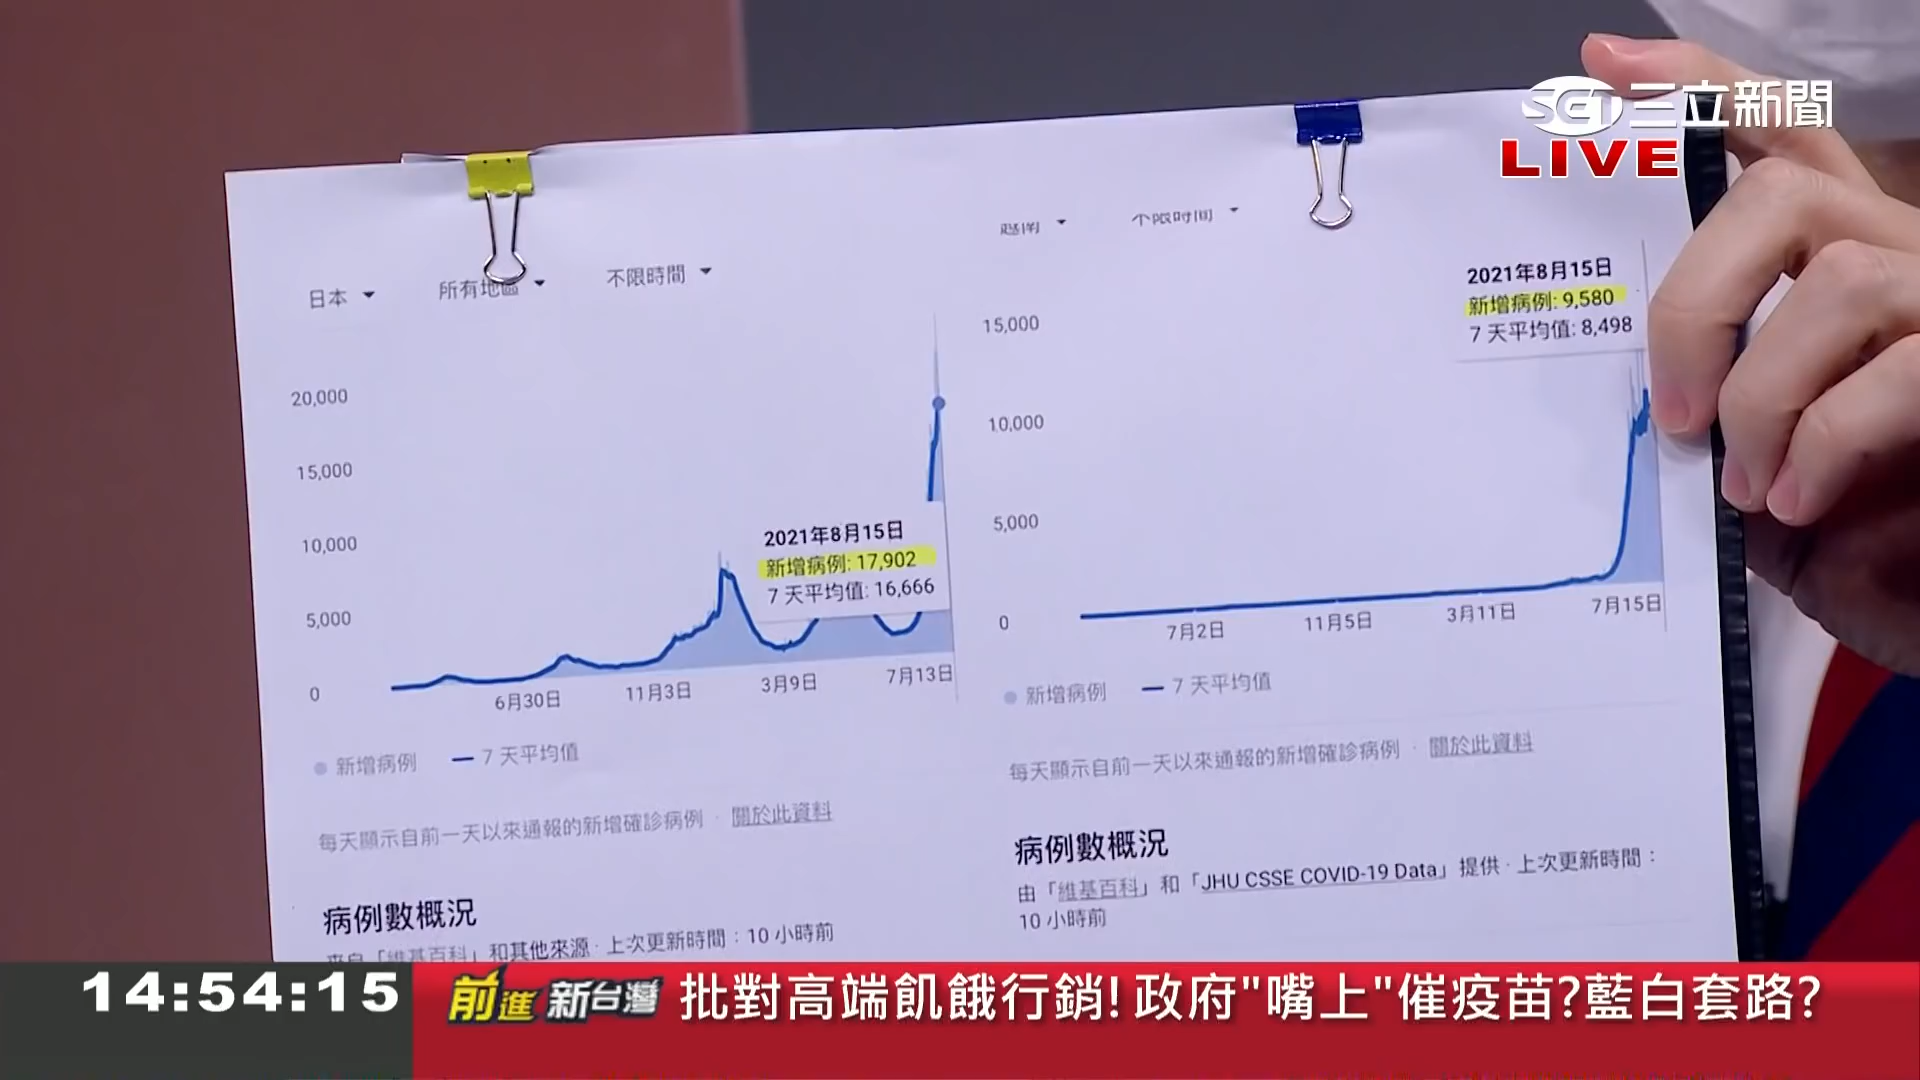 SET三立新聞
LIVE
日本
所有地區
不限時間
20,000
15,000
10,000
5,000
0
2021年8月15日
新增病例: 17,902
7 天平均值: 16,666
6月30日
11月3日
3月9日
7月13日
新增病例
7 天平均值
每天顯示自前一天以來通報的新增確診病例 · 關於此資料
病例數概況
來自「維基百科」和其他來源 · 上次更新時間：10 小時前
越南
不限時間
15,000
10,000
5,000
0
2021年8月15日
新增病例: 9,580
7 天平均值: 8,498
7月2日
11月5日
3月11日
7月15日
新增病例
7 天平均值
每天顯示自前一天以來通報的新增確診病例 · 關於此資料
病例數概況
由「維基百科」和「JHU CSSE COVID-19 Data」提供 · 上次更新時間：
10 小時前
14:54:15
前進新台灣
批對高端飢餓行銷!政府"嘴上"催疫苗?藍白套路?